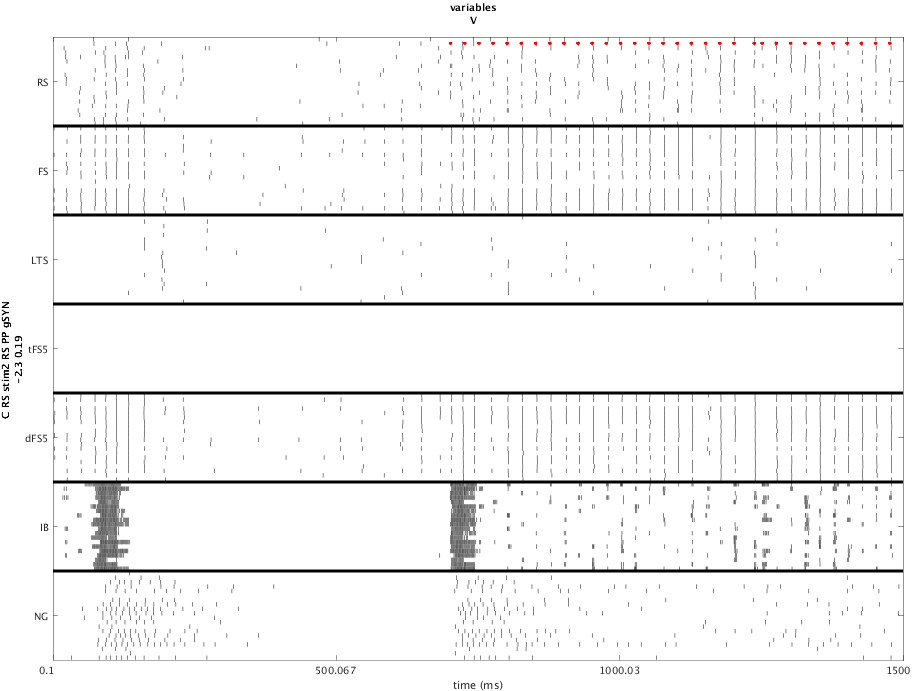 variables
V
RS
FS
LTS
tFS5
dFS5
IB
NG
C RS stim2 RS PP gSYN
-2.3 0.19
0.1
500.067
1000.03
1500
time (ms)